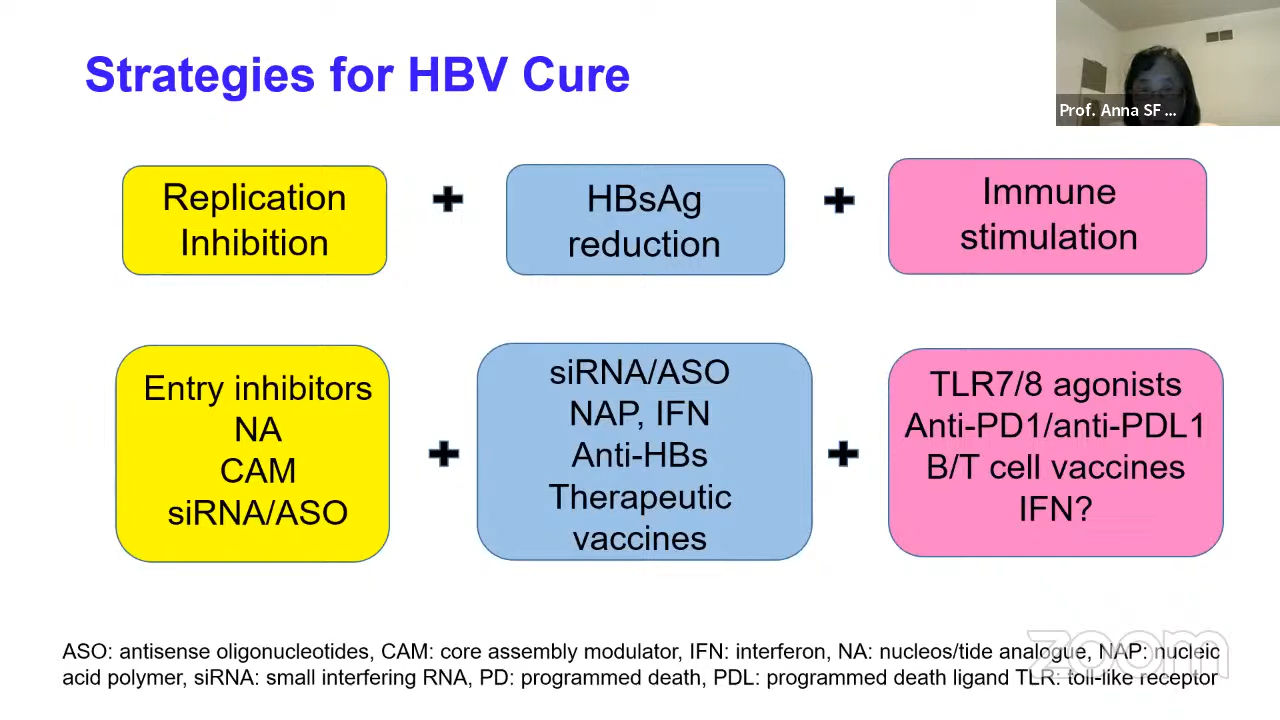 Strategies for HBV Cure
Prof. Anna SF ...
Replication
Inhibition
HBsAg
reduction
Immune
stimulation
Entry inhibitors
NA
CAM
siRNA/ASO
siRNA/ASO
NAP, IFN
Anti-HBs
Therapeutic
vaccines
TLR7/8 agonists
Anti-PD1/anti-PDL1
B/T cell vaccines
IFN?
ASO: antisense oligonucleotides, CAM: core assembly modulator, IFN: interferon, NA: nucleos/tide analogue, NAP: nucleic
acid polymer, siRNA: small interfering RNA, PD: programmed death, PDL: programmed death ligand TLR: toll-like receptor
zoom